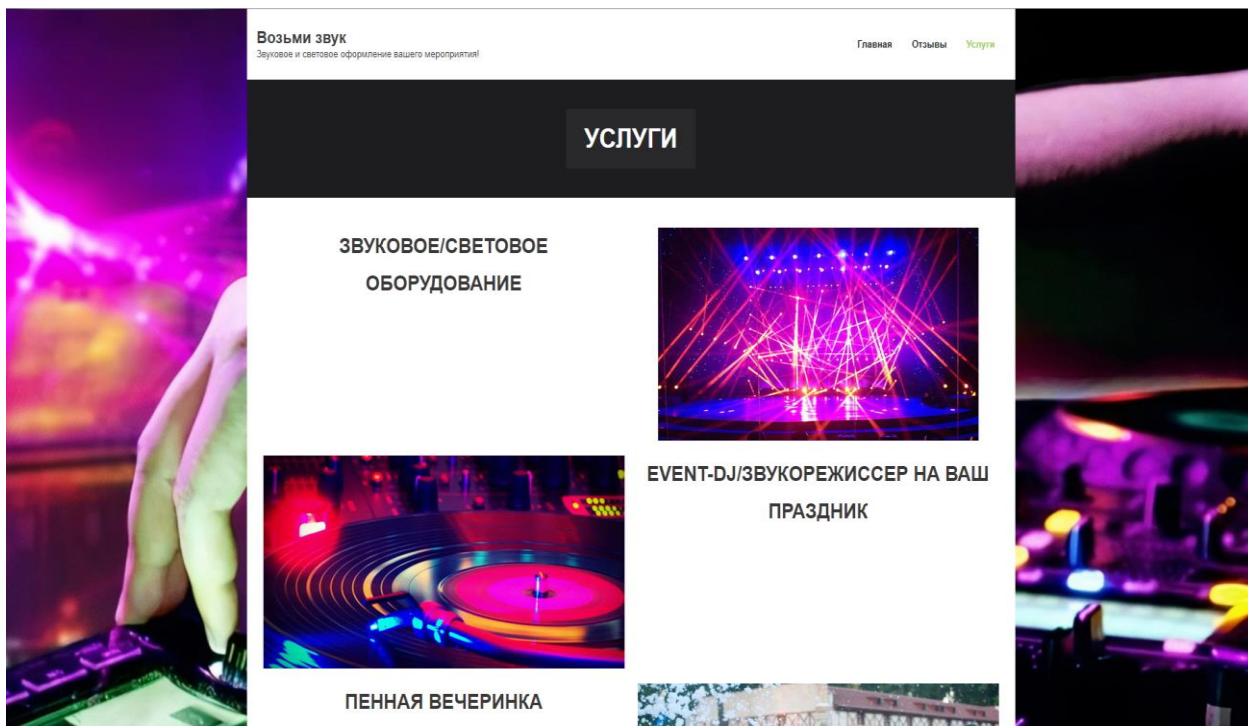 Возьми звук
Звуковое и световое оформление вашего мероприятия!
Главная Отзывы Услуги
УСЛУГИ
ЗВУКОВОЕ/СВЕТОВОЕ
ОБОРУДОВАНИЕ
EVENT-DJ/ЗВУКОРЕЖИССЕР НА ВАШ
ПРАЗДНИК
ПЕННАЯ ВЕЧЕРИНКА